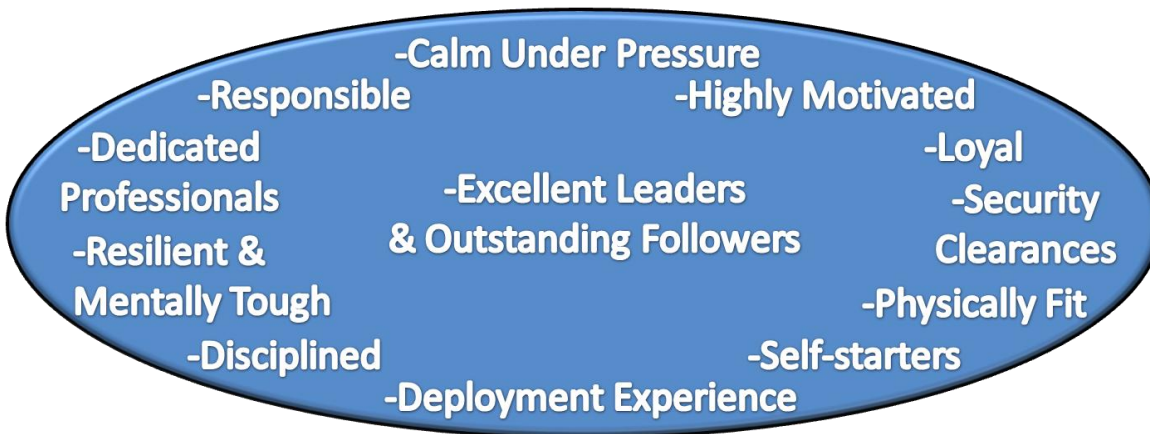 -Calm Under Pressure
-Responsible
-Highly Motivated
-Dedicated
Professionals
-Loyal
-Excellent Leaders
& Outstanding Followers
-Security
Clearances
-Resilient &
Mentally Tough
-Physically Fit
-Disciplined
-Self-starters
-Deployment Experience